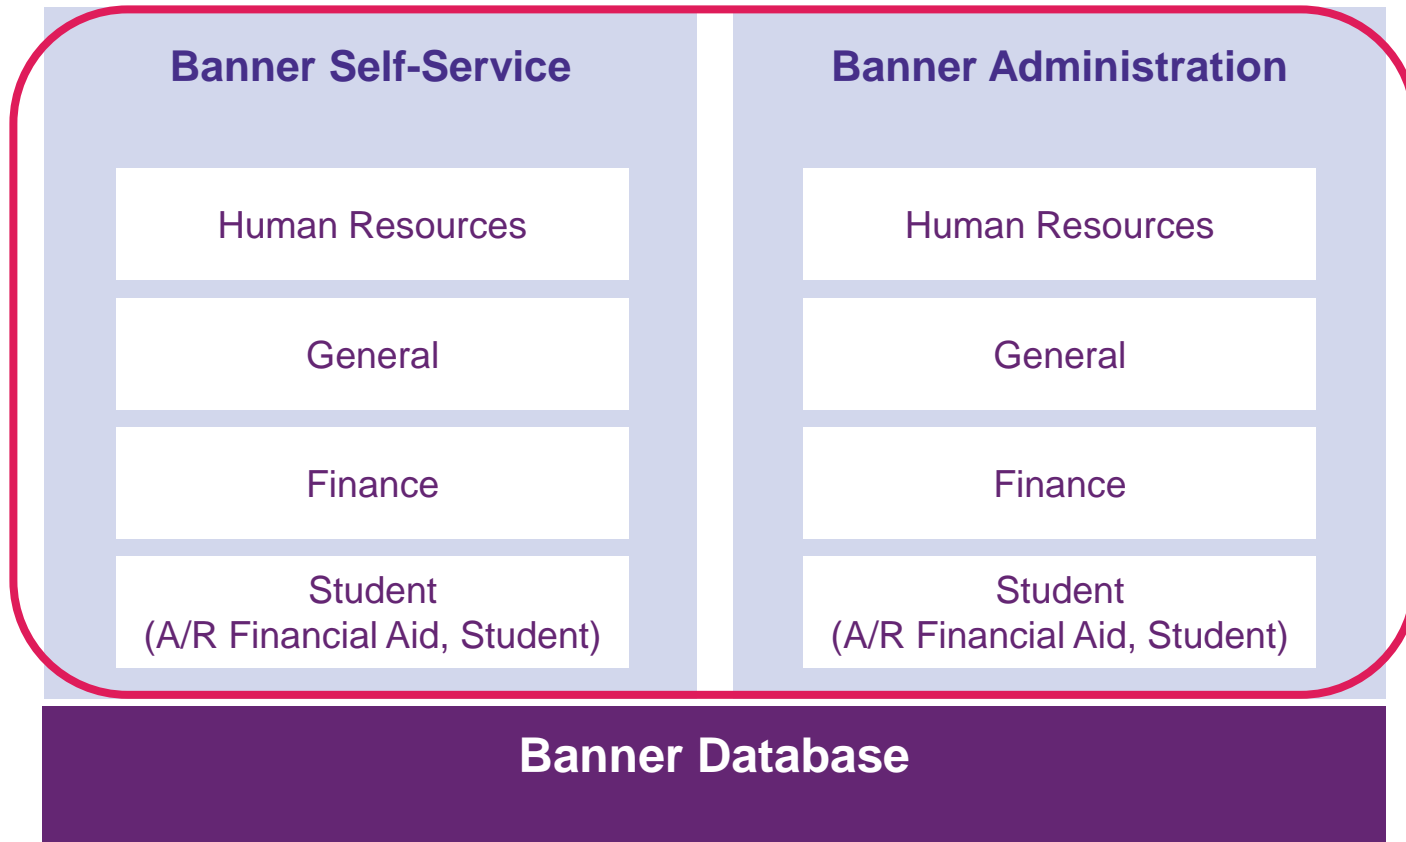 Banner Self-Service
Human Resources
General
Finance
Student
(A/R Financial Aid, Student)
Banner Administration
Human Resources
General
Finance
Student
(A/R Financial Aid, Student)
Banner Database